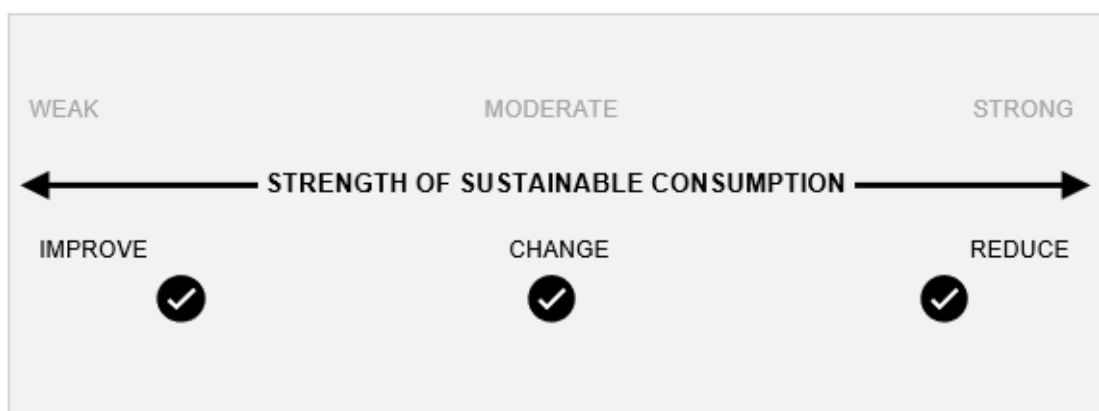 WEAK MODERATE STRONG
STRENGTH OF SUSTAINABLE CONSUMPTION
IMPROVE CHANGE REDUCE